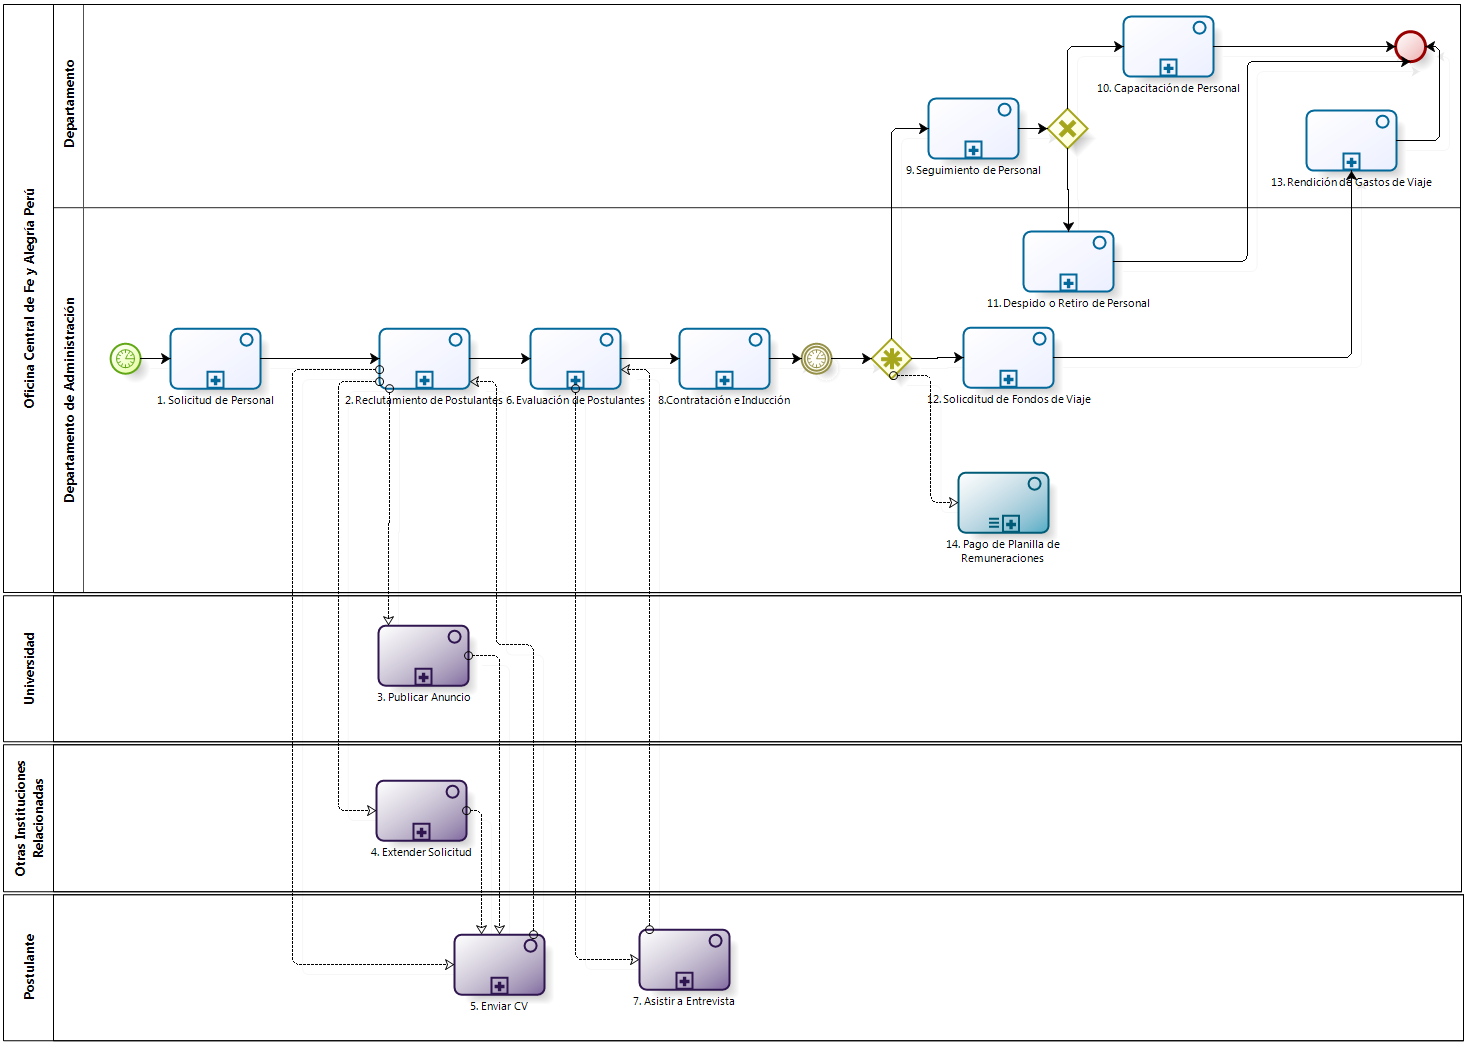 Oficina Central de Fe y Alegría Perú
Departamento
10. Capacitación de Personal
9. Seguimiento de Personal
13. Rendición de Gastos de Viaje
Departamento de Administración
11. Despido o Retiro de Personal
1. Solicitud de Personal
2. Reclutamiento de Postulantes
6. Evaluación de Postulantes
8.Contratación e Inducción
12. Solicditud de Fondos de Viaje
14. Pago de Planilla de
Remuneraciones
Universidad
3. Publicar Anuncio
Otras Instituciones
Relacionadas
4. Extender Solicitud
Postulante
5. Enviar CV
7. Asistir a Entrevista